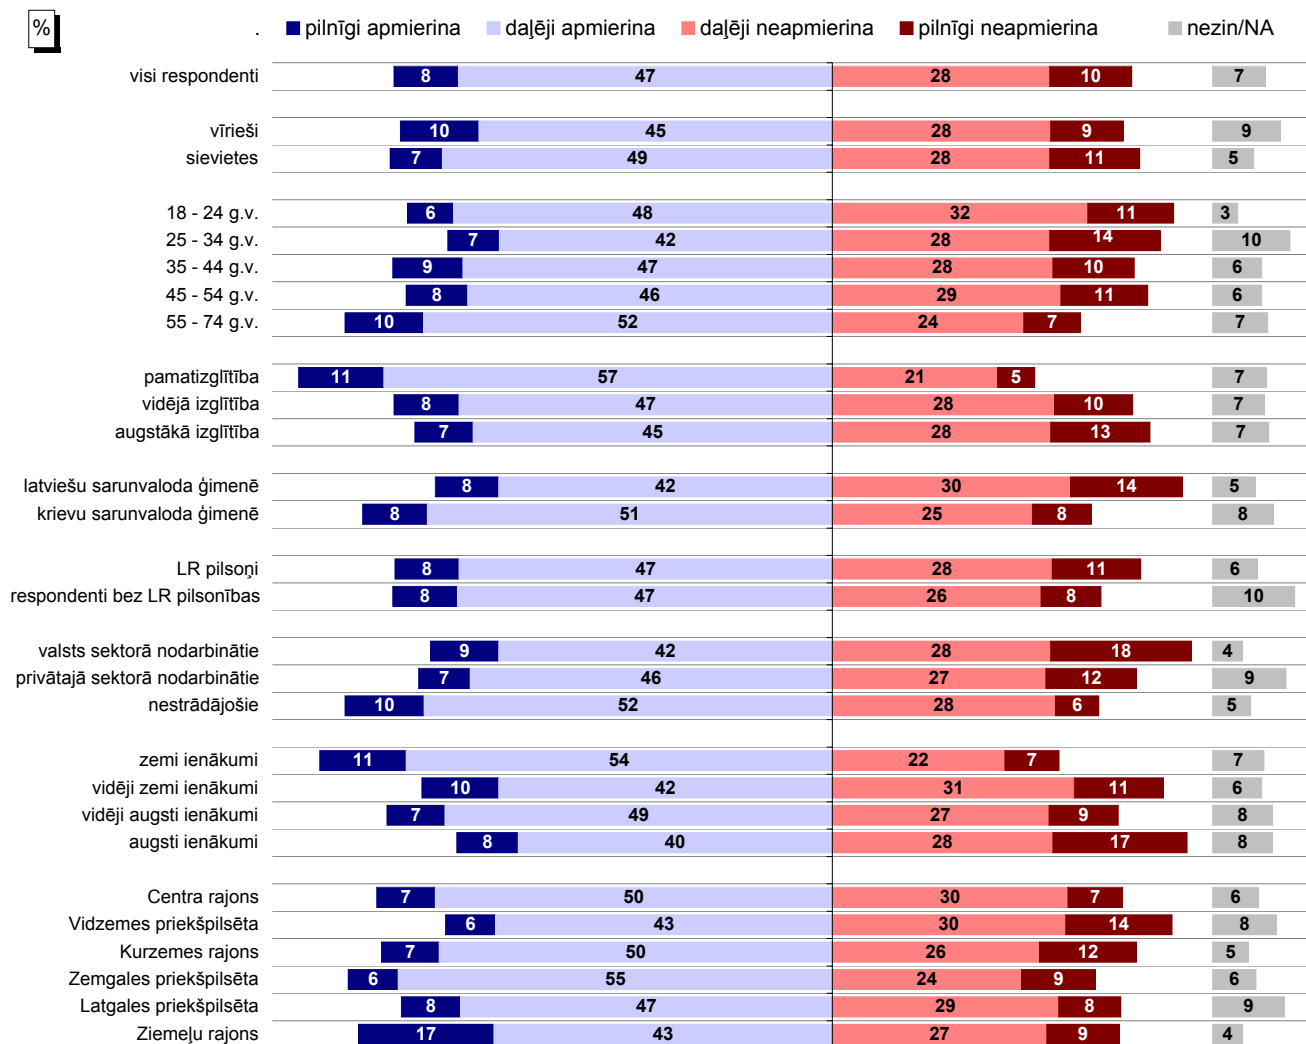 %
. pilnīgi apmierina daļēji apmierina daļēji neapmierina pilnīgi neapmierina nezin/NA
visi respondenti 8 47 28 10 7
vīrieši 10 45 28 9 9
sievietes 7 49 28 11 5
18 - 24 g.v. 6 48 32 11 3
25 - 34 g.v. 7 42 28 14 10
35 - 44 g.v. 9 47 28 10 6
45 - 54 g.v. 8 46 29 11 6
55 - 74 g.v. 10 52 24 7 7
pamatizglītība 11 57 21 5 7
vidējā izglītība 8 47 28 10 7
augstākā izglītība 7 45 28 13 7
latviešu sarunvaloda ģimenē 8 42 30 14 5
krievu sarunvaloda ģimenē 8 51 25 8 8
LR pilsoņi 8 47 28 11 6
respondenti bez LR pilsonības 8 47 26 8 10
valsts sektorā nodarbinātie 9 42 28 18 4
privātajā sektorā nodarbinātie 7 46 27 12 9
nestrādājošie 10 52 28 6 5
zemi ienākumi 11 54 22 7 7
vidēji zemi ienākumi 10 42 31 11 6
vidēji augsti ienākumi 7 49 27 9 8
augsti ienākumi 8 40 28 17 8
Centra rajons 7 50 30 7 6
Vidzemes priekšpilsēta 6 43 30 14 8
Kurzemes rajons 7 50 26 12 5
Zemgales priekšpilsēta 6 55 24 9 6
Latgales priekšpilsēta 8 47 29 8 9
Ziemeļu rajons 17 43 27 9 4